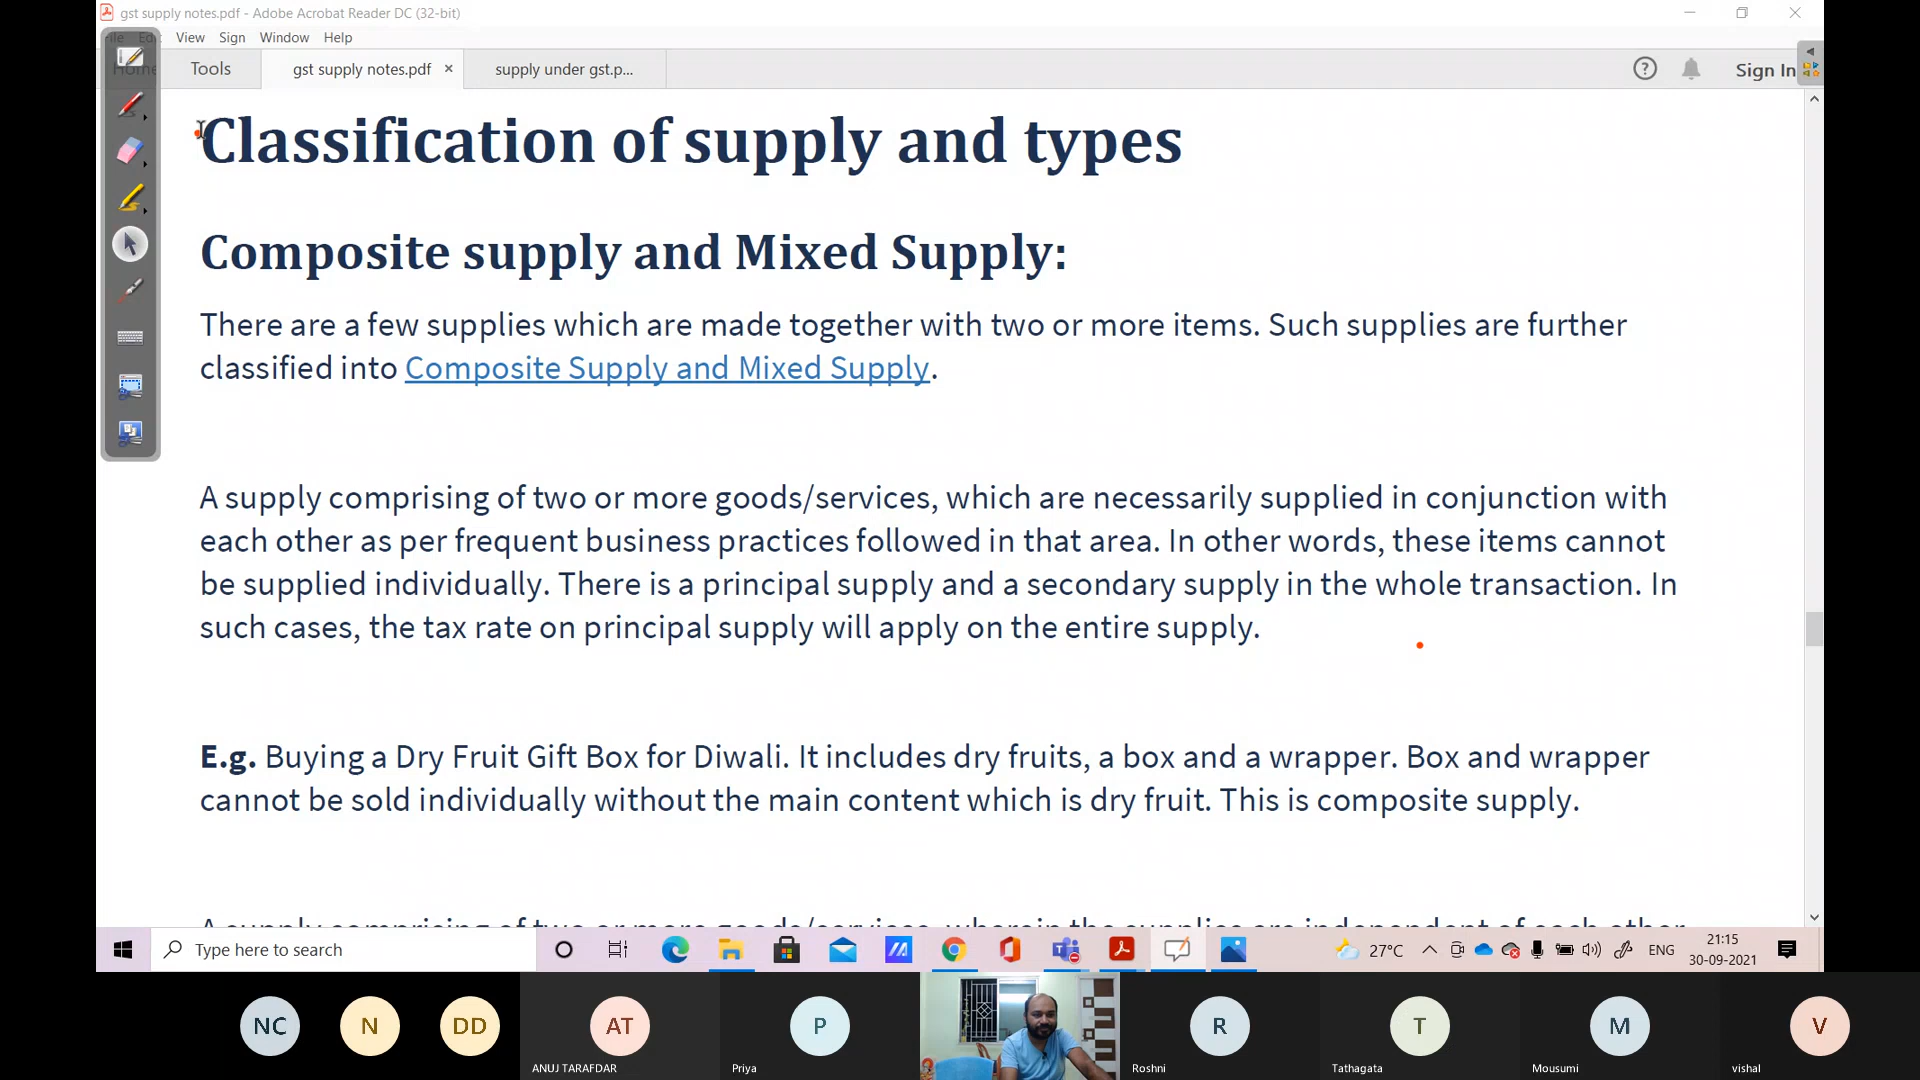 gst supply notes.pdf - Adobe Acrobat Reader DC (32-bit)
View Sign Window Help
Home Tools gst supply notes.pdf × supply under gst.p... Sign In
Classification of supply and types
Composite supply and Mixed Supply:
There are a few supplies which are made together with two or more items. Such supplies are further
classified into Composite Supply and Mixed Supply.
A supply comprising of two or more goods/services, which are necessarily supplied in conjunction with
each other as per frequent business practices followed in that area. In other words, these items cannot
be supplied individually. There is a principal supply and a secondary supply in the whole transaction. In
such cases, the tax rate on principal supply will apply on the entire supply.
E.g. Buying a Dry Fruit Gift Box for Diwali. It includes dry fruits, a box and a wrapper. Box and wrapper
cannot be sold individually without the main content which is dry fruit. This is composite supply.
A supply comprising of two or more goods/services, wherein the supplies are independent of each other
Type here to search 27°C ENG 21:15
30-09-2021
NC N DD AT P R T M V
ANUJ TARAFDAR Priya Roshni Tathagata Mousumi vishal